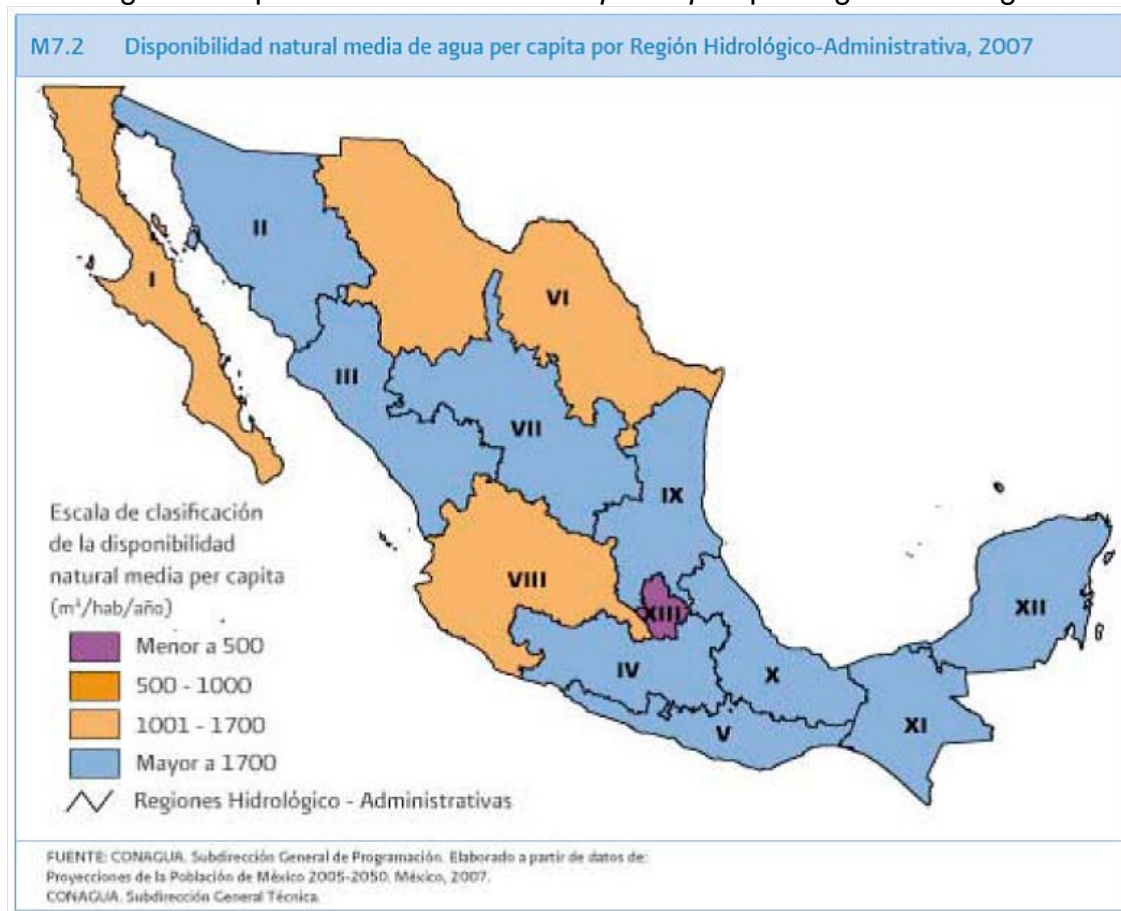 M7.2 Disponibilidad natural media de agua per capita por Región Hidrológico-Administrativa, 2007
I
II
III
VI
VII
IX
VIII
XIII
IV
X
V
XI
XII
Escala de clasificación
de la disponibilidad
natural media per capita
(m³/hab/año)
Menor a 500
500 - 1000
1001 - 1700
Mayor a 1700
Regiones Hidrológico - Administrativas
FUENTE: CONAGUA. Subdirección General de Programación. Elaborado a partir de datos de:
Proyecciones de la Población de México 2005-2050. México, 2007.
CONAGUA. Subdirección General Técnica.